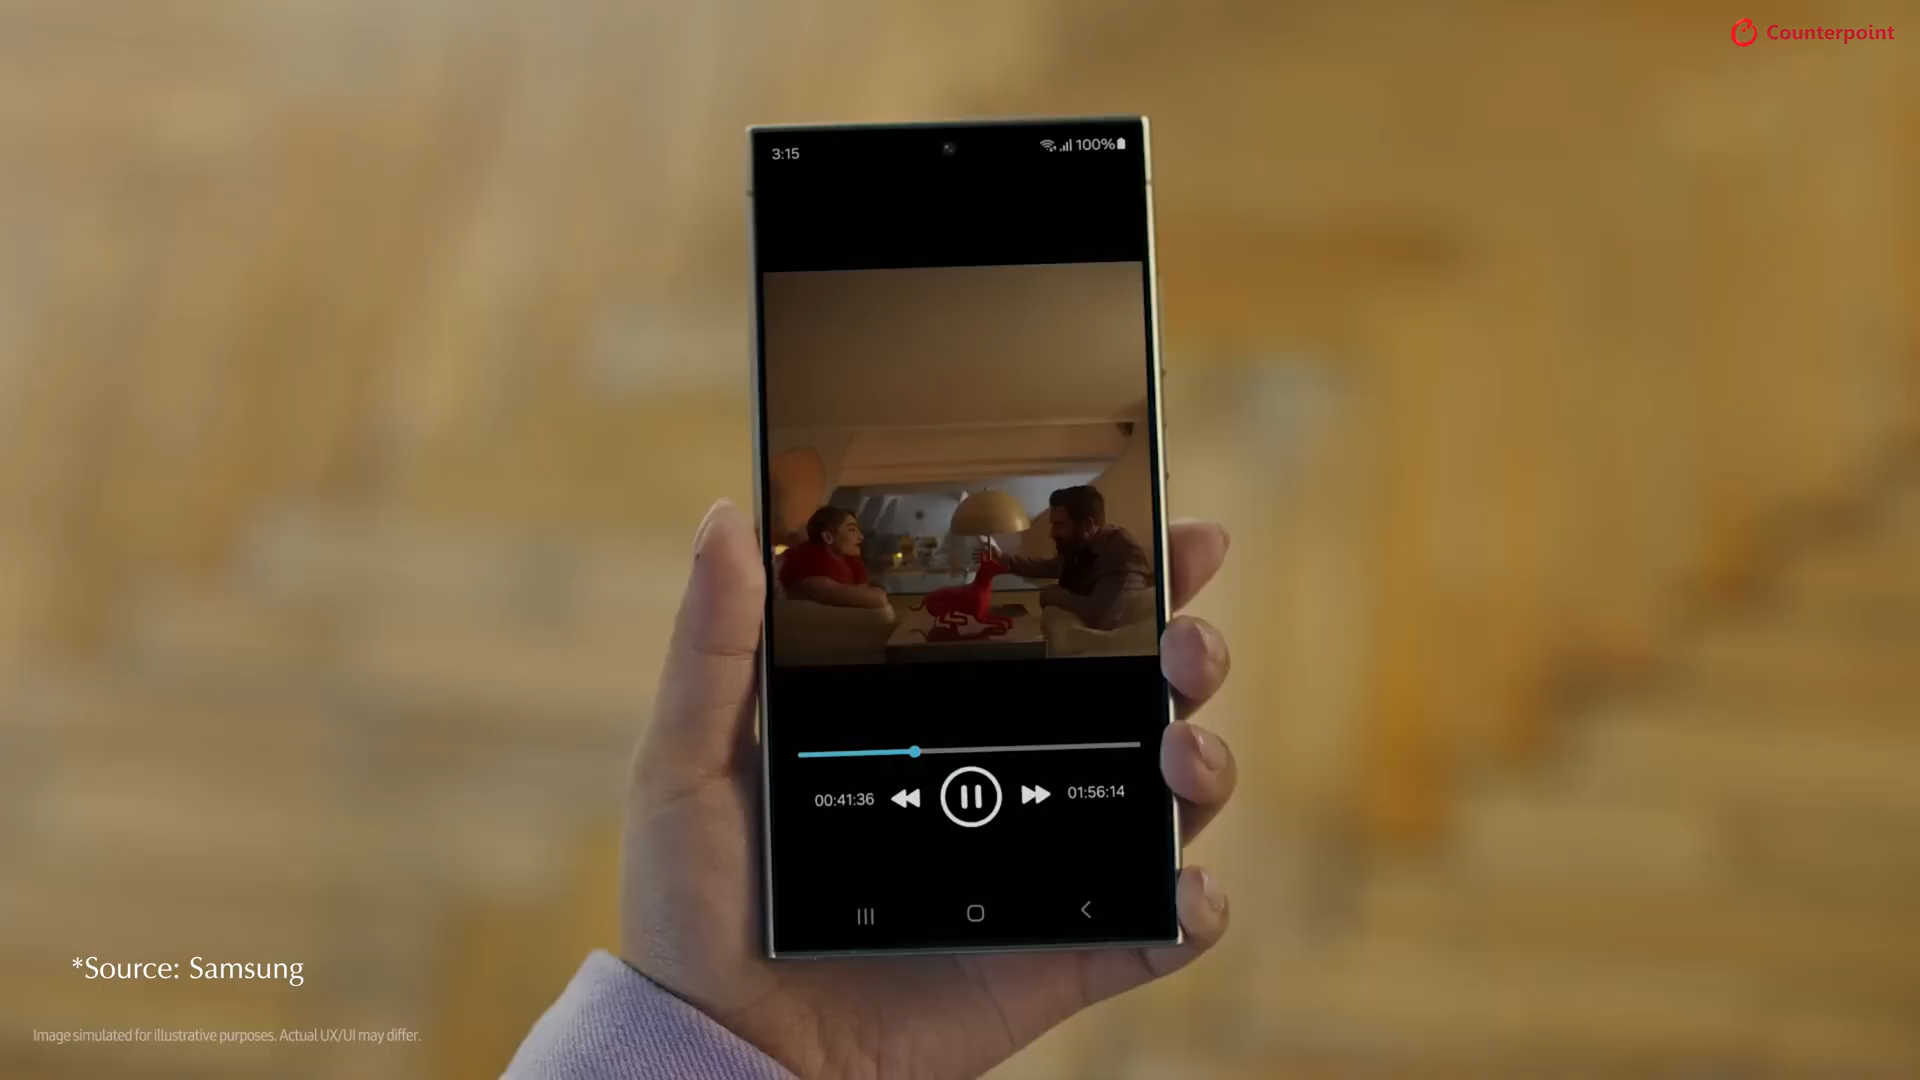 Counterpoint
3:15
100%
00:41:36
01:56:14
*Source: Samsung
Image simulated for illustrative purposes. Actual UX/UI may differ.